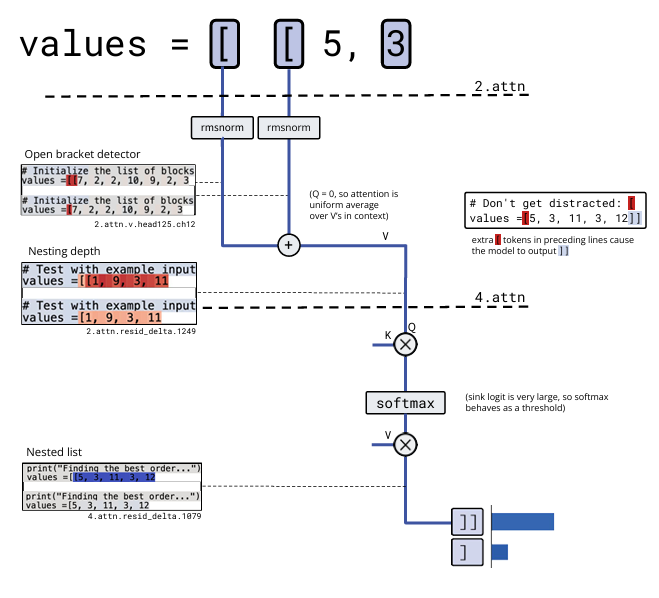 values = [ [ 5, 3
2.attn
rmsnorm
rmsnorm
Open bracket detector
# Initialize the list of blocks
values =[[7, 2, 2, 10, 9, 2, 3
# Initialize the list of blocks
values =[7, 2, 2, 10, 9, 2, 3
2.attn.v.head125.ch12
(Q = 0, so attention is
uniform average
over V's in context)
# Don't get distracted: [
values =[5, 3, 11, 3, 12]]
extra [ tokens in preceding lines cause
the model to output ]]
+
V
Nesting depth
# Test with example input
values =[[1, 9, 3, 11
# Test with example input
values =[1, 9, 3, 11
2.attn.resid_delta.1249
4.attn
Q
K
×
softmax
(sink logit is very large, so softmax
behaves as a threshold)
V
×
Nested list
print("Finding the best order...")
values =[[5, 3, 11, 3, 12
print("Finding the best order...")
values =[5, 3, 11, 3, 12
4.attn.resid_delta.1079
]]
]